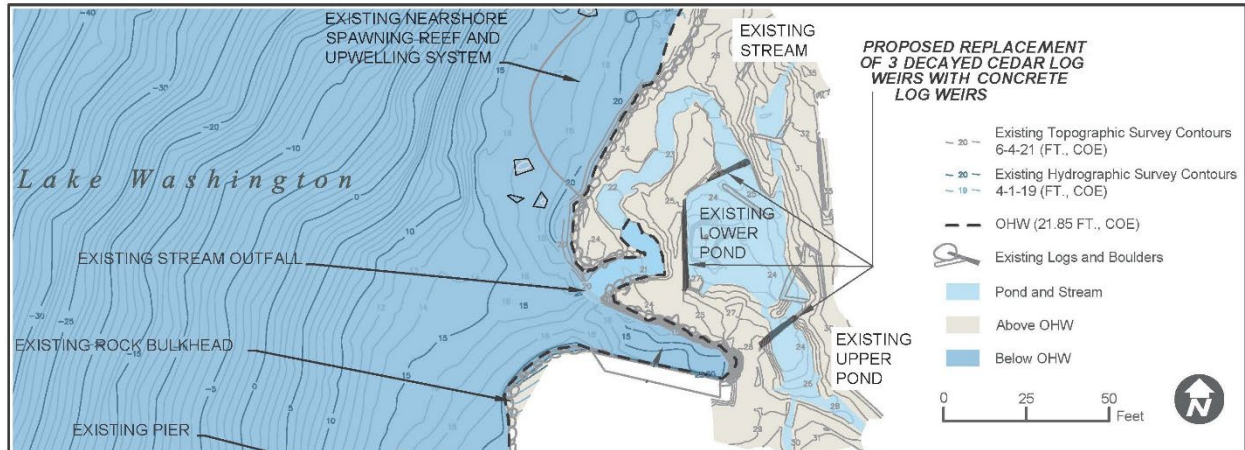 EXISTING NEARSHORE
SPAWNING REEF AND
UPWELLING SYSTEM
EXISTING
STREAM
PROPOSED REPLACEMENT
OF 3 DECAYED CEDAR LOG
WEIRS WITH CONCRETE
LOG WEIRS
Lake Washington
EXISTING
LOWER
POND
EXISTING STREAM OUTFALL
EXISTING ROCK BULKHEAD
EXISTING
UPPER
POND
EXISTING PIER
20 Existing Topographic Survey Contours
6-4-21 (FT., COE)
20 Existing Hydrographic Survey Contours
19 4-1-19 (FT., COE)
OHW (21.85 FT., COE)
Existing Logs and Boulders
Pond and Stream
Above OHW
Below OHW
0 25 50
Feet
N